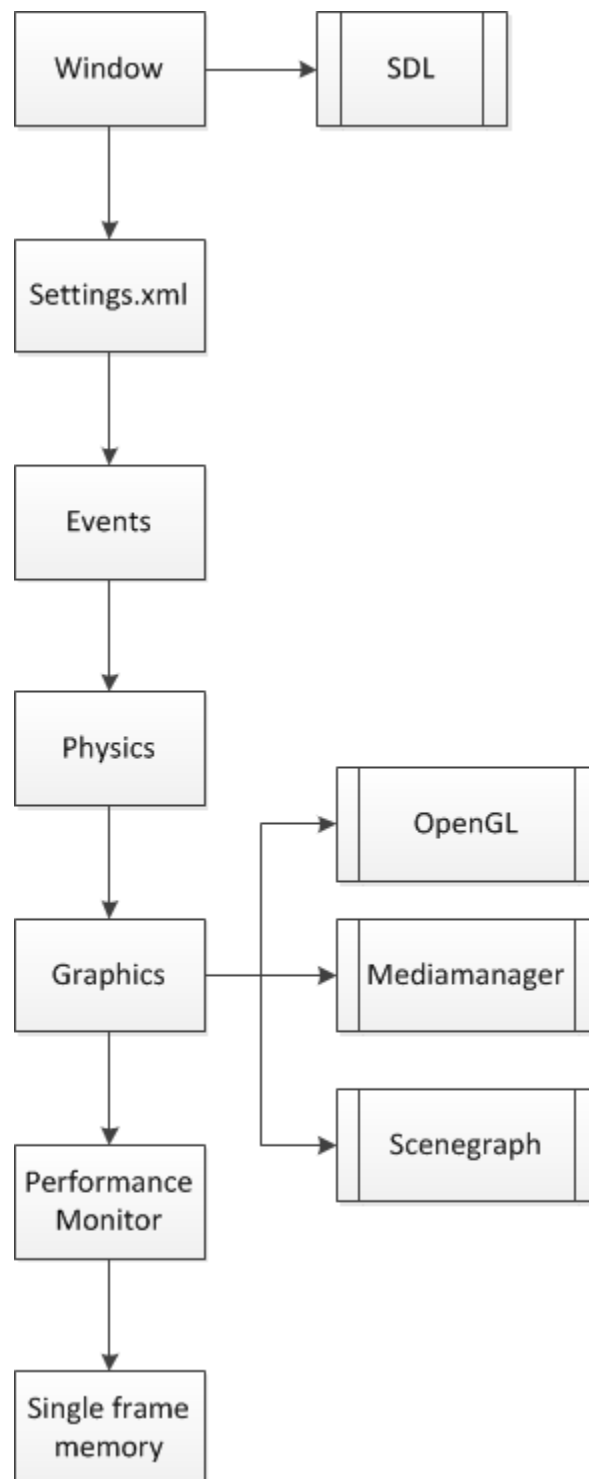 Window
SDL
Settings.xml
Events
Physics
OpenGL
Graphics
Mediamanager
Scenegraph
Performance
Monitor
Single frame
memory